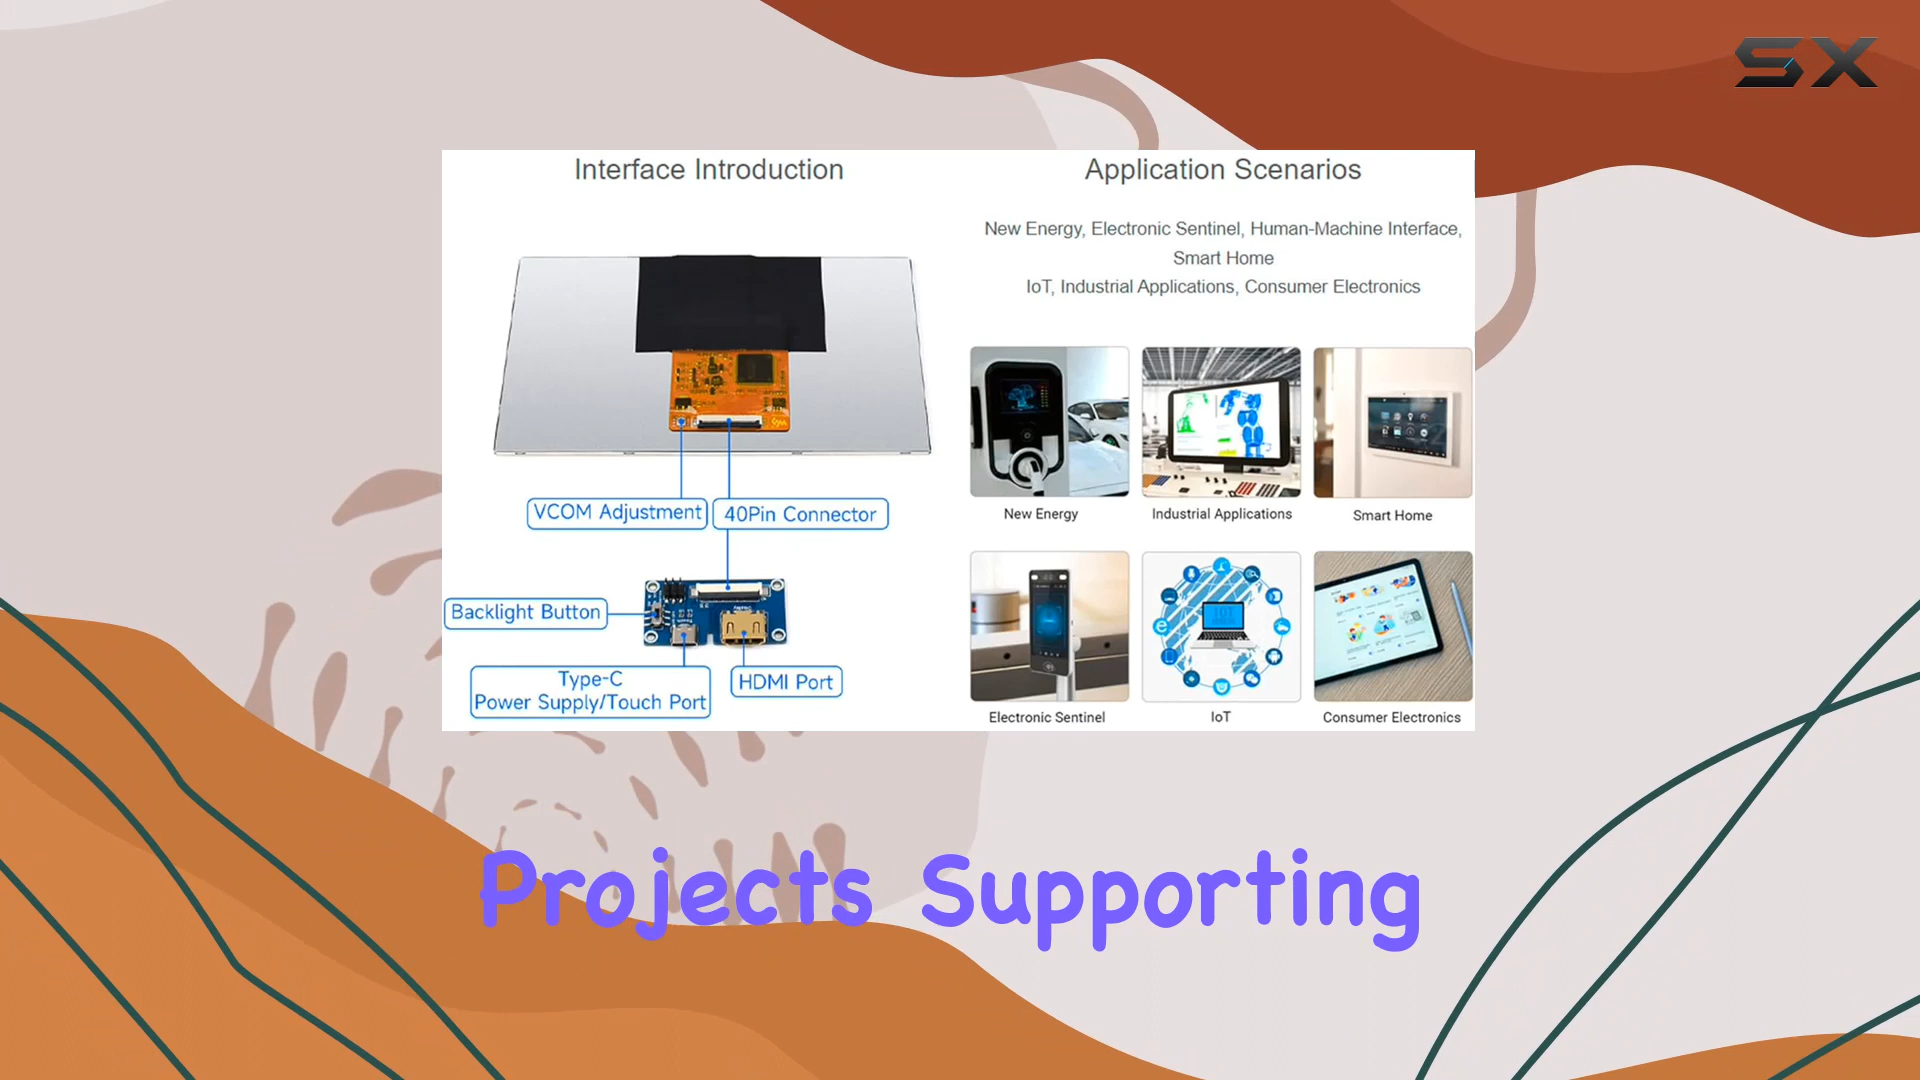 SX
Interface Introduction
VCOM Adjustment
40Pin Connector
Backlight Button
Type-C
Power Supply/Touch Port
HDMI Port
Application Scenarios
New Energy, Electronic Sentinel, Human-Machine Interface,
Smart Home
IoT, Industrial Applications, Consumer Electronics
New Energy
Industrial Applications
Smart Home
Electronic Sentinel
IoT
Consumer Electronics
Projects Supporting